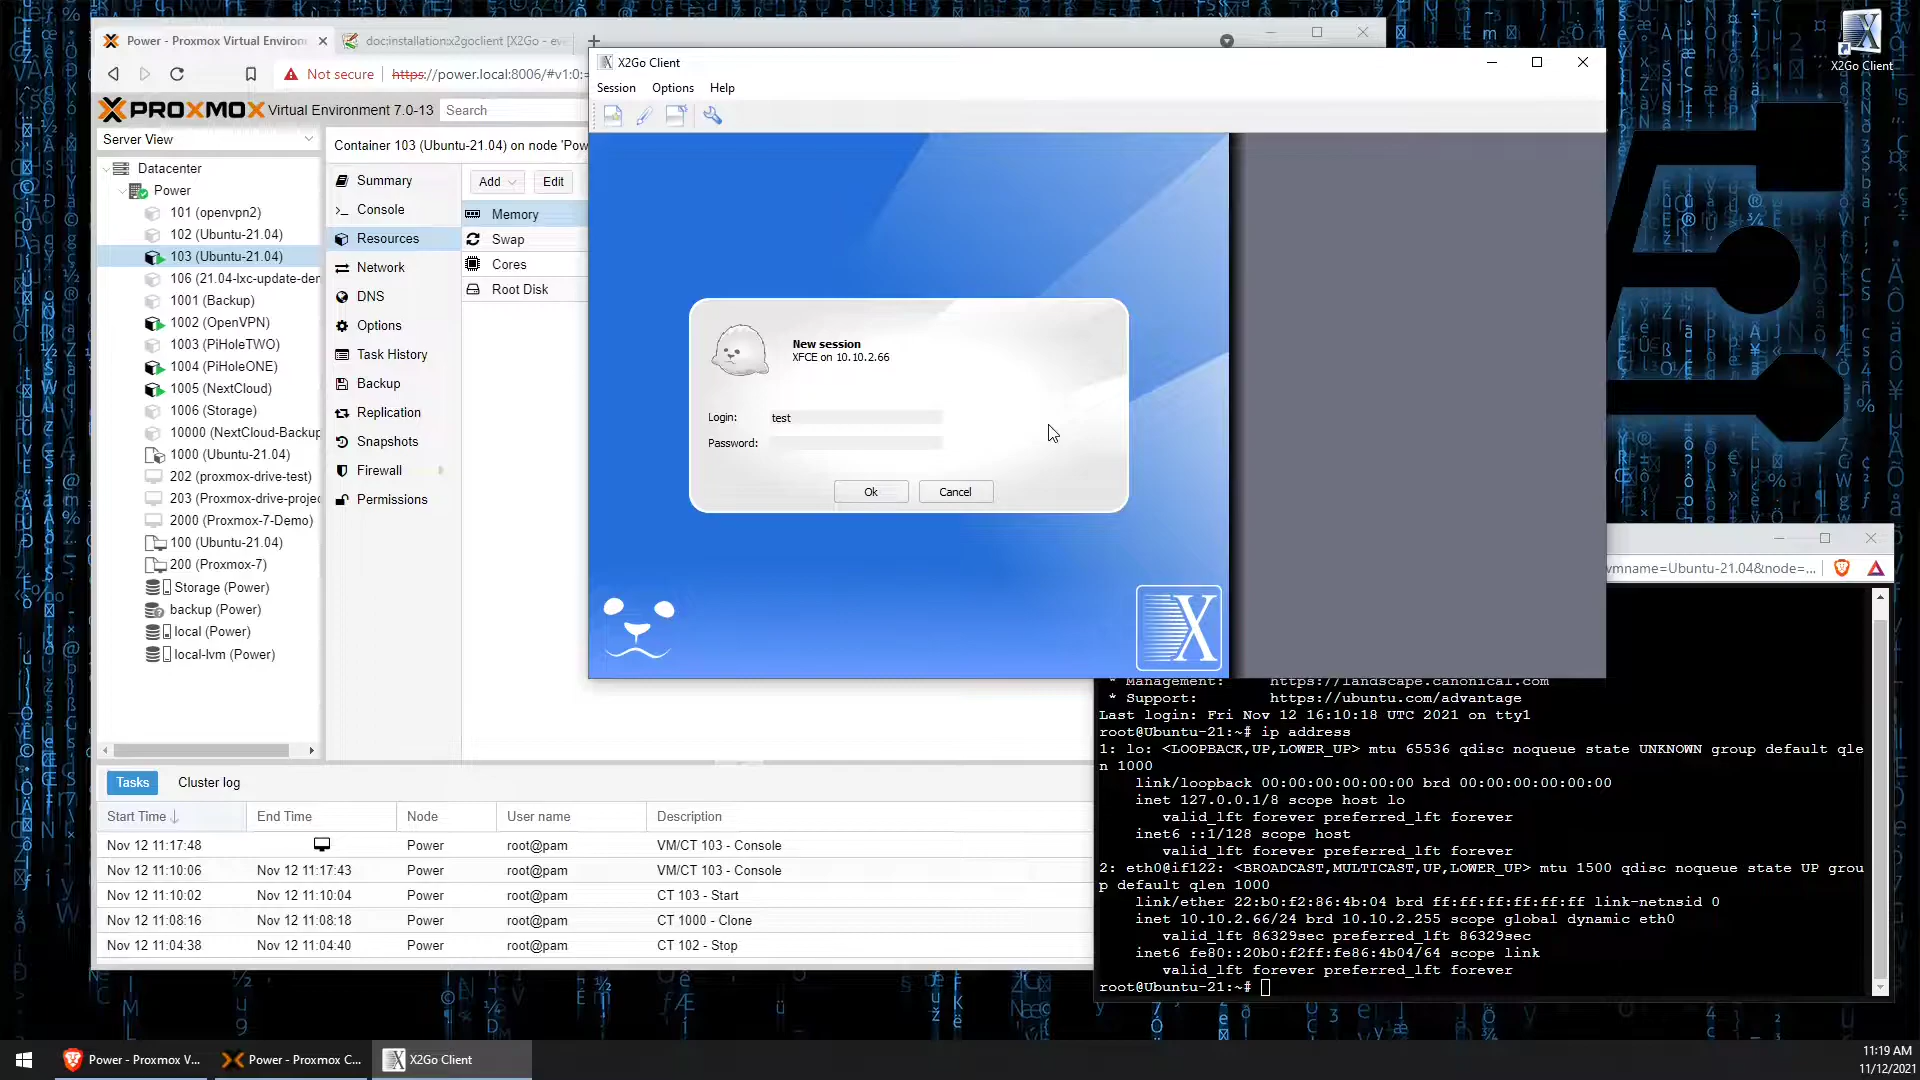 Power - Proxmox Virtual Environ
doc:installation:x2goclient [X2Go - ev
Not secure
https://power.local:8006/#v1:0:=
PROXMOX Virtual Environment 7.0-13
Search
Server View
Datacenter
Power
101 (openvpn2)
102 (Ubuntu-21.04)
103 (Ubuntu-21.04)
106 (21.04-lxc-update-den
1001 (Backup)
1002 (OpenVPN)
1003 (PiHoleTWO)
1004 (PiHoleONE)
1005 (NextCloud)
1006 (Storage)
10000 (NextCloud-Backup
1000 (Ubuntu-21.04)
202 (proxmox-drive-test)
203 (Proxmox-drive-projec
2000 (Proxmox-7-Demo)
100 (Ubuntu-21.04)
200 (Proxmox-7)
Storage (Power)
backup (Power)
local (Power)
local-lvm (Power)
Container 103 (Ubuntu-21.04) on node 'Pow
Summary
Console
Resources
Network
DNS
Options
Task History
Backup
Replication
Snapshots
Firewall
Permissions
Add
Edit
Memory
Swap
Cores
Root Disk
X2Go Client
Session
Options
Help
New session
XFCE on 10.10.2.66
Login:
test
Password:
Ok
Cancel
X
X2Go Client
vmname=Ubuntu-21.04&node=...
* Management: https://landscape.canonical.com
* Support: https://ubuntu.com/advantage
Last login: Fri Nov 12 16:10:18 UTC 2021 on tty1
root@Ubuntu-21:~# ip address
1: lo: <LOOPBACK,UP,LOWER_UP> mtu 65536 qdisc noqueue state UNKNOWN group default qle
n 1000
link/loopback 00:00:00:00:00:00 brd 00:00:00:00:00:00
inet 127.0.0.1/8 scope host lo
valid_lft forever preferred_lft forever
inet6 ::1/128 scope host
valid_lft forever preferred_lft forever
2: eth0@if122: <BROADCAST,MULTICAST,UP,LOWER_UP> mtu 1500 qdisc noqueue state UP grou
p default qlen 1000
link/ether 22:b0:f2:86:4b:04 brd ff:ff:ff:ff:ff:ff link-netnsid 0
inet 10.10.2.66/24 brd 10.10.2.255 scope global dynamic eth0
valid_lft 86329sec preferred_lft 86329sec
inet6 fe80::20b0:f2ff:fe86:4b04/64 scope link
valid_lft forever preferred_lft forever
root@Ubuntu-21:~#
Tasks
Cluster log
Start Time End Time Node User name Description
Nov 12 11:17:48 Power root@pam VM/CT 103 - Console
Nov 12 11:10:06 Nov 12 11:17:43 Power root@pam VM/CT 103 - Console
Nov 12 11:10:02 Nov 12 11:10:04 Power root@pam CT 103 - Start
Nov 12 11:08:16 Nov 12 11:08:18 Power root@pam CT 1000 - Clone
Nov 12 11:04:38 Nov 12 11:04:40 Power root@pam CT 102 - Stop
Power - Proxmox V...
Power - Proxmox C...
X2Go Client
11:19 AM
11/12/2021